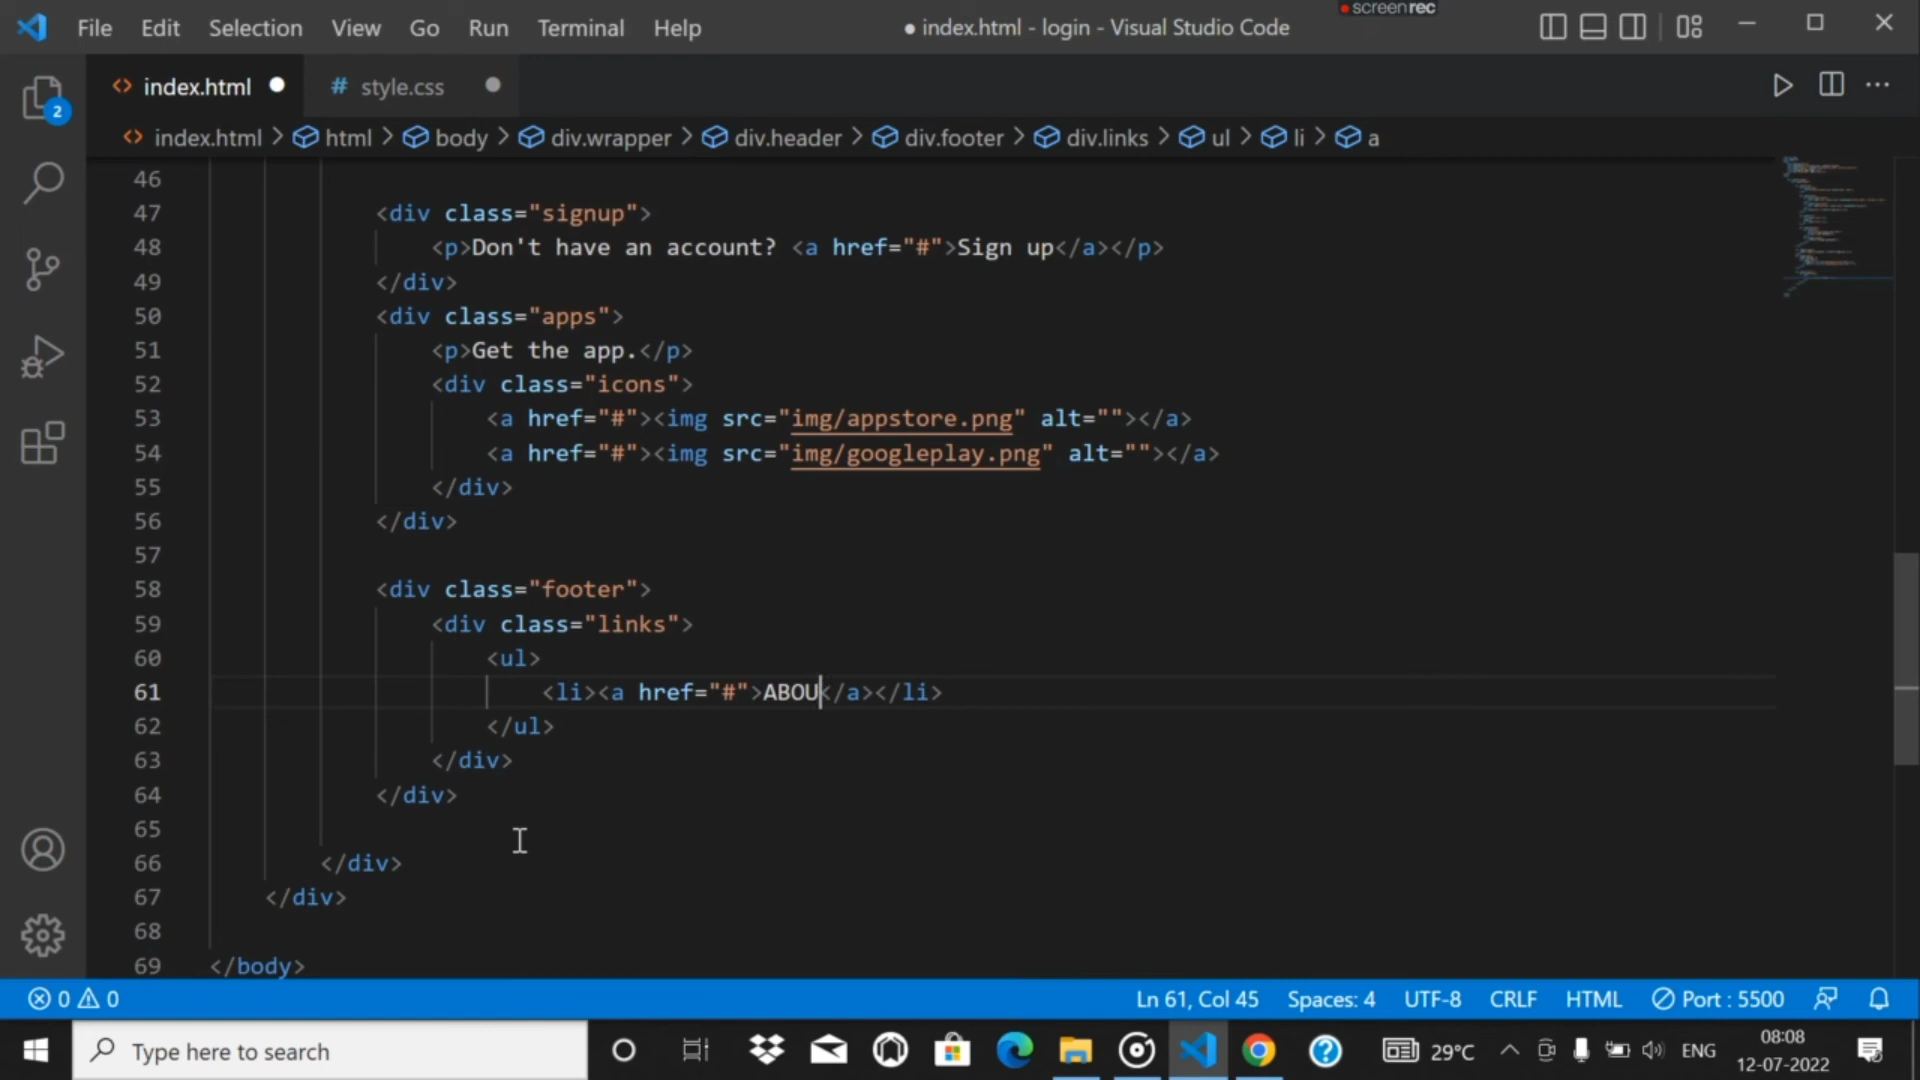 File Edit Selection View Go Run Terminal Help ● index.html - login - Visual Studio Code
screenrec
index.html # style.css
2
index.html > html > body > div.wrapper > div.header > div.footer > div.links > ul > li > a
46
47 <div class="signup">
48 <p>Don't have an account? <a href="#">Sign up</a></p>
49 </div>
50 <div class="apps">
51 <p>Get the app.</p>
52 <div class="icons">
53 <a href="#"><img src="img/appstore.png" alt=""></a>
54 <a href="#"><img src="img/googleplay.png" alt=""></a>
55 </div>
56 </div>
57
58 <div class="footer">
59 <div class="links">
60 <ul>
61 <li><a href="#">ABOU</a></li>
62 </ul>
63 </div>
64 </div>
65
66 </div>
67 </div>
68
69 </body>
0 0 Ln 61, Col 45 Spaces: 4 UTF-8 CRLF HTML Port : 5500
Type here to search 29°C ENG 08:08
12-07-2022